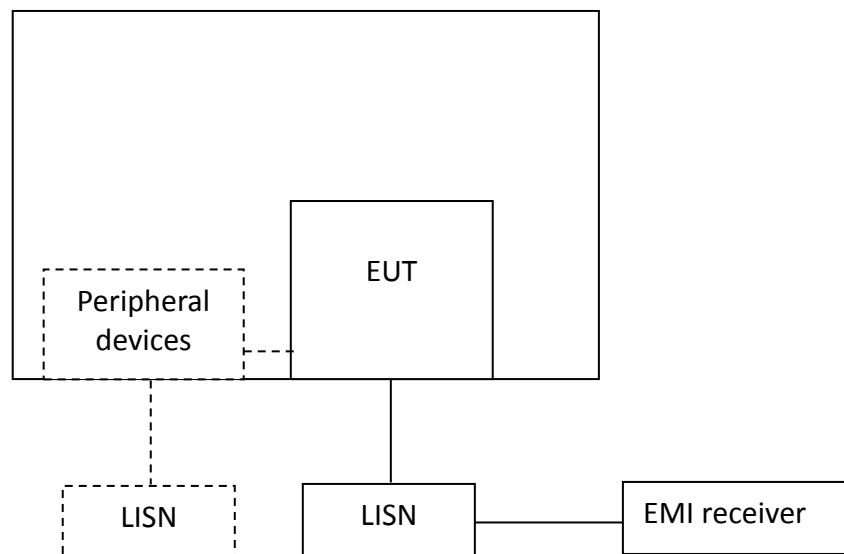 EUT
Peripheral
devices
LISN
LISN
EMI receiver